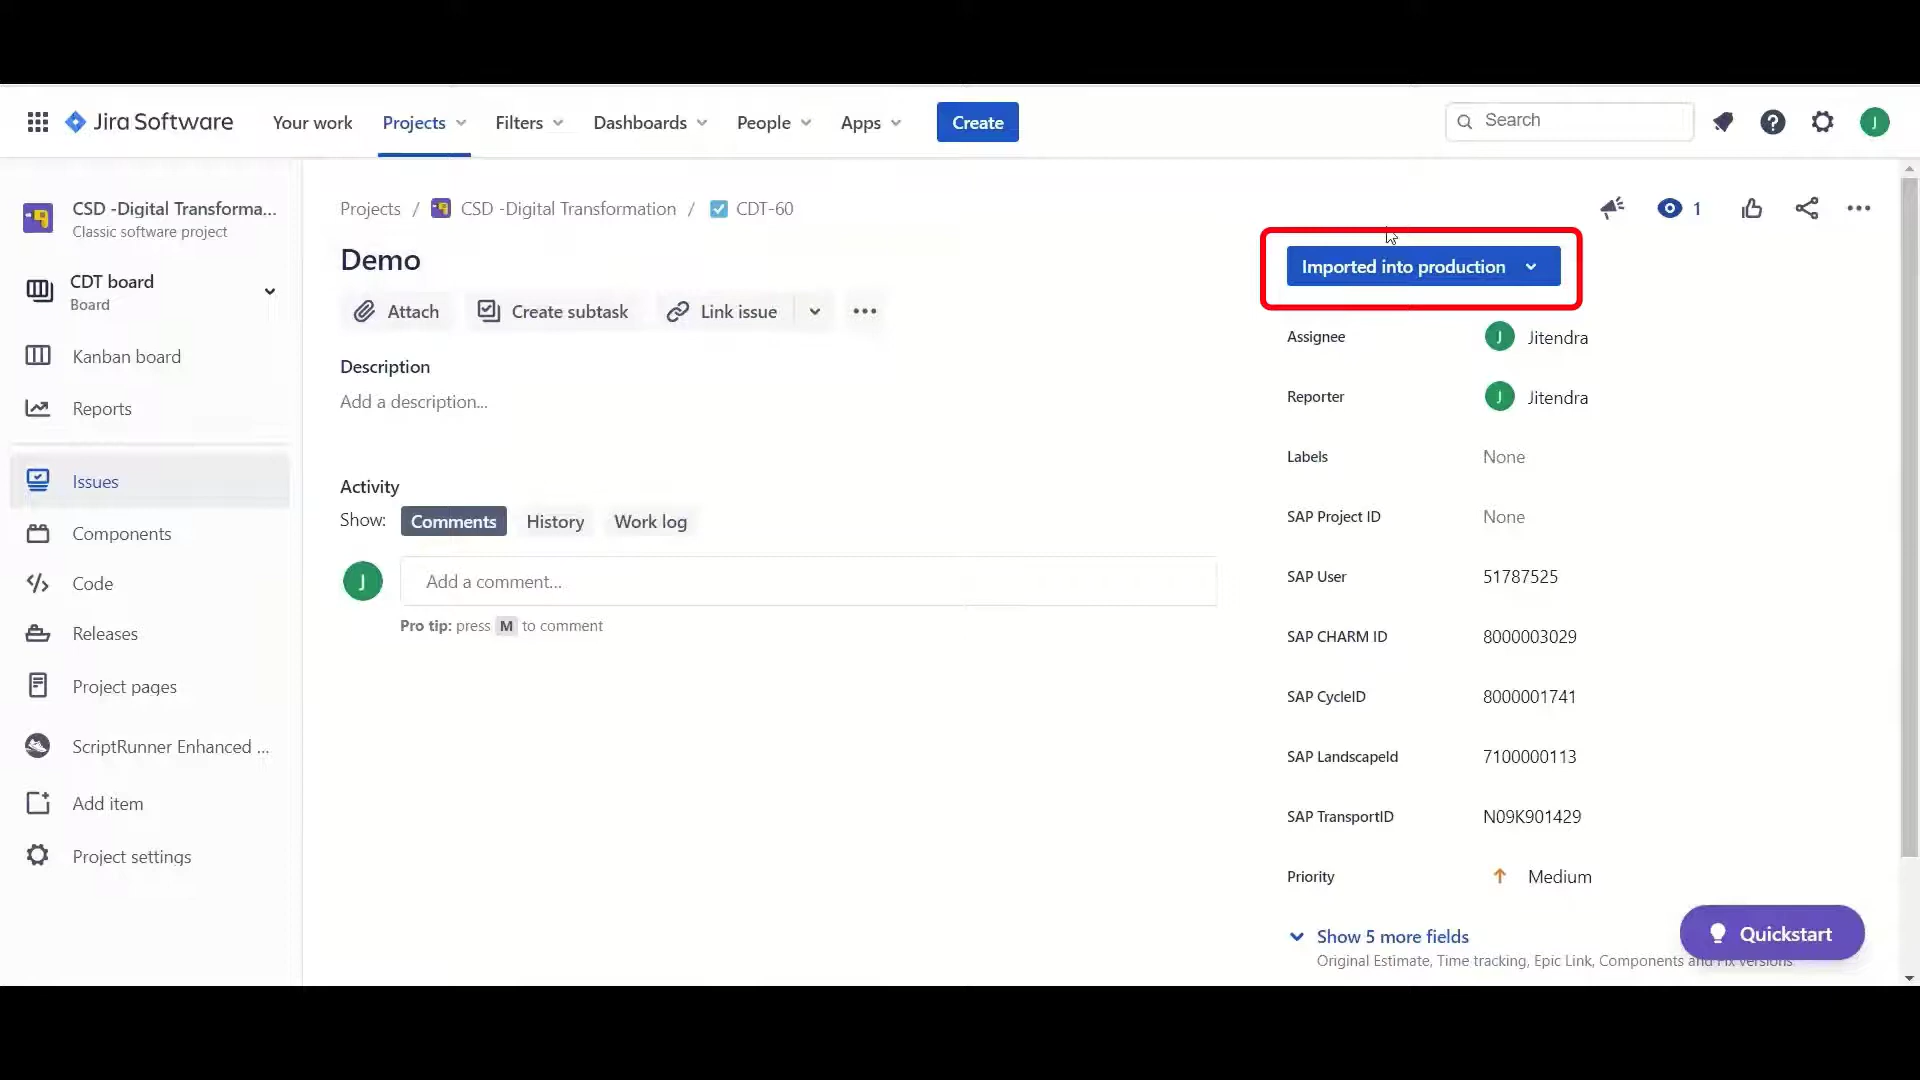 Jira Software
Your work
Projects
Filters
Dashboards
People
Apps
Create
Search
J
CSD -Digital Transforma...
Classic software project
CDT board
Board
Kanban board
Reports
Issues
Components
Code
Releases
Project pages
ScriptRunner Enhanced ...
Add item
Project settings
Projects / CSD -Digital Transformation / CDT-60
1
Demo
Attach
Create subtask
Link issue
Description
Add a description...
Activity
Show: Comments History Work log
J
Add a comment...
Pro tip: press M to comment
Imported into production
Assignee J Jitendra
Reporter J Jitendra
Labels None
SAP Project ID None
SAP User 51787525
SAP CHARM ID 8000003029
SAP CycleID 8000001741
SAP LandscapeId 7100000113
SAP TransportID N09K901429
Priority Medium
Show 5 more fields
Original Estimate, Time tracking, Epic Link, Components and Fix versions
Quickstart